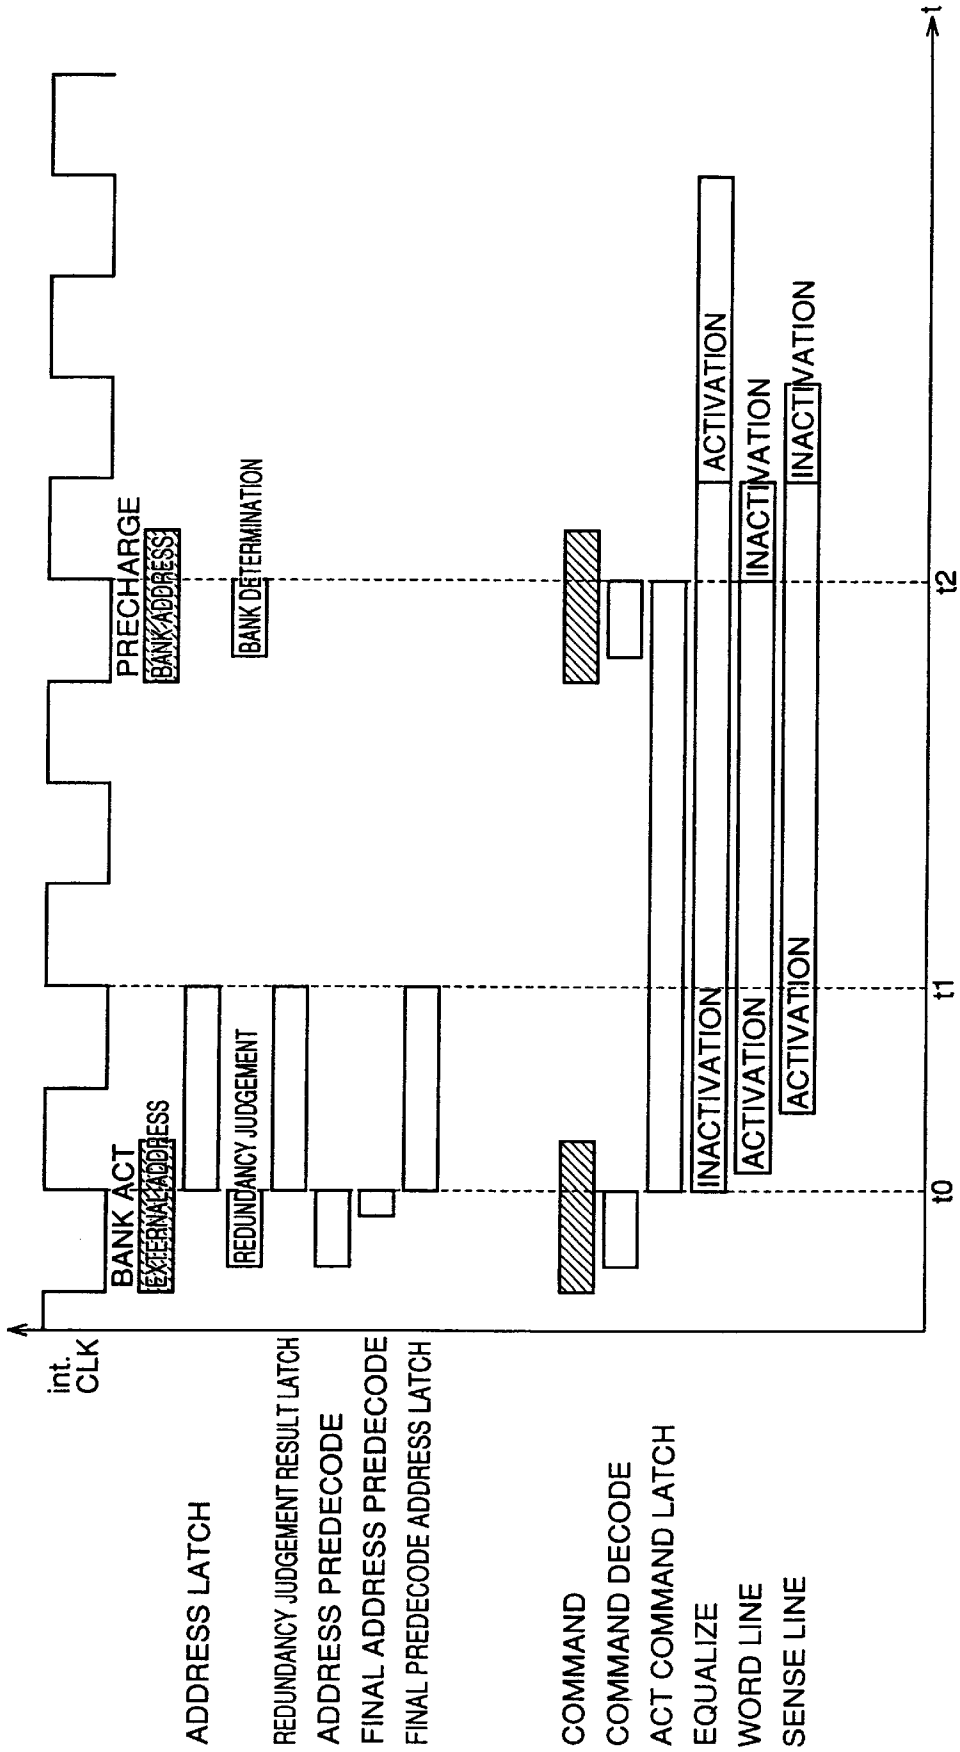 int.
CLK
BANK ACT
PRECHARGE
EXTERNAL ADDRESS
BANK ADDRESS
ADDRESS LATCH
REDUNDANCY JUDGEMENT
BANK DETERMINATION
REDUNDANCY JUDGEMENT RESULT LATCH
ADDRESS PREDECODE
FINAL ADDRESS PREDECODE
FINAL PREDECODE ADDRESS LATCH
COMMAND
COMMAND DECODE
ACT COMMAND LATCH
EQUALIZE
INACTIVATION
ACTIVATION
WORD LINE
ACTIVATION
INACTIVATION
SENSE LINE
ACTIVATION
INACTIVATION
t0
t1
t2
t